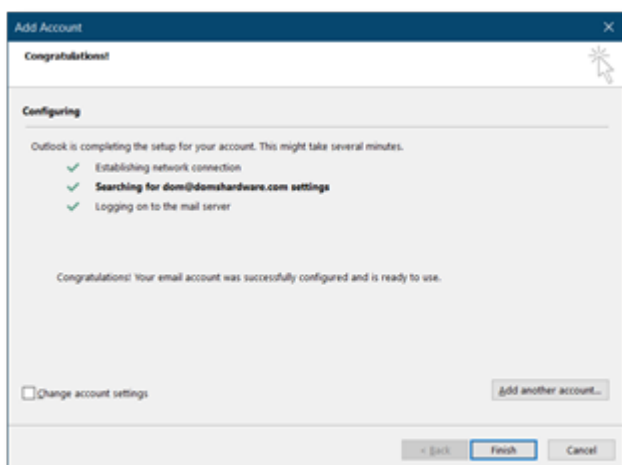 Add Account
Congratulations!
Configuring
Outlook is completing the setup for your account. This might take several minutes.
Establishing network connection
Searching for dom@domshardware.com settings
Logging on to the mail server
Congratulations! Your email account was successfully configured and is ready to use.
Change account settings
Add another account...
< Back
Finish
Cancel